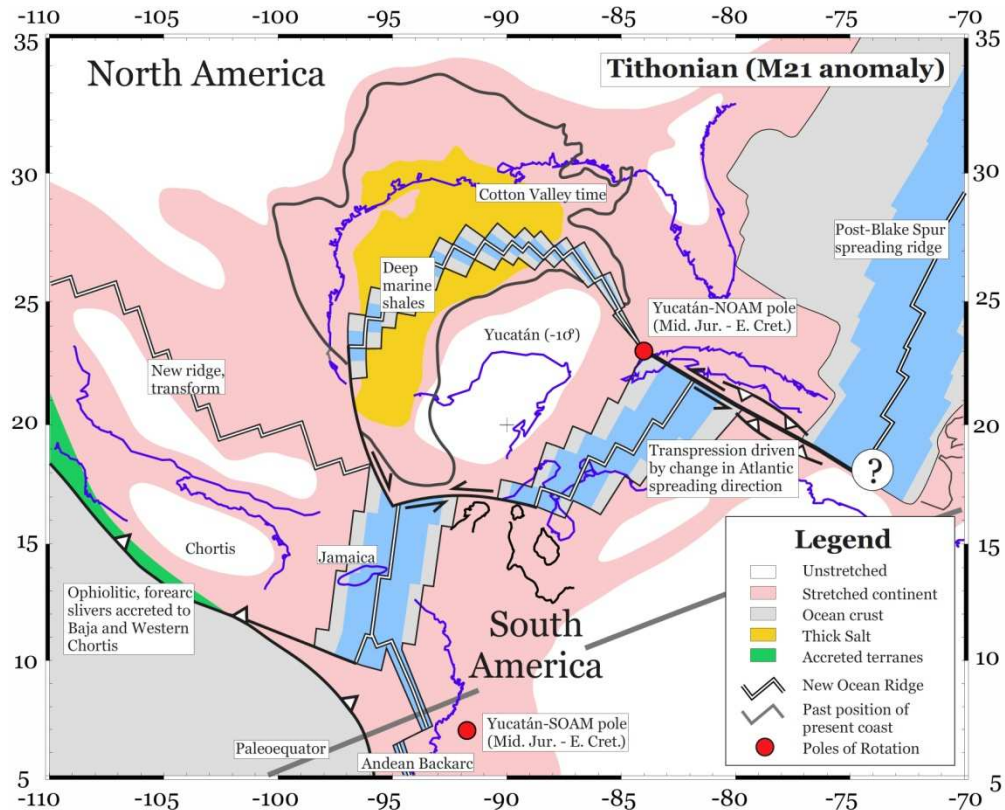 -110
-105
-100
-95
-90
-85
-80
-75
-70
35
35
North America
Tithonian (M21 anomaly)
30
30
Cotton Valley time
Post-Blake Spur
spreading ridge
Deep
marine
shales
25
25
Yucatán-NOAM pole
(Mid. Jur. - E. Cret.)
Yucatán (-10º)
New ridge,
transform
20
20
Transpression driven
by change in Atlantic
spreading direction
?
15
15
Chortis
Jamaica
Ophiolitic, forearc
slivers accreted to
Baja and Western
Chortis
South
America
10
10
Yucatán-SOAM pole
(Mid. Jur. - E. Cret.)
Paleoequator
Andean Backarc
5
5
Legend
Unstretched
Stretched continent
Ocean crust
Thick Salt
Accreted terranes
New Ocean Ridge
Past position of
present coast
Poles of Rotation
-110
-105
-100
-95
-90
-85
-80
-75
-70